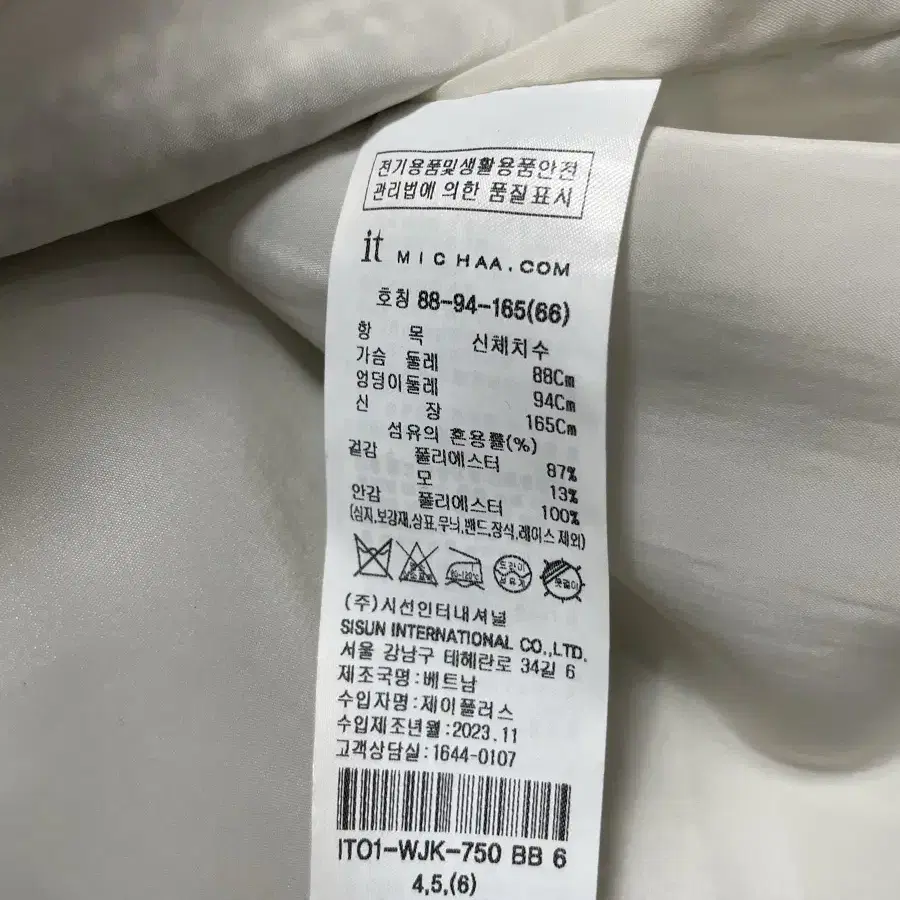 전기용품및생활용품안전
관리법에 의한 품질표시
it MICHAA.COM
호칭 88-94-165(66)
항 목 신체치수
가슴 둘레 88Cm
엉덩이둘레 94Cm
신 장 165Cm
섬유의 혼용률(%)
겉감 폴리에스터 87%
모 13%
안감 폴리에스터 100%
(심지,보강재,상표,무늬,밴드,장식,레이스 제외)
드라이
석유계
(주)시선인터내셔널
SISUN INTERNATIONAL CO.,LTD.
서울 강남구 테헤란로 34길 6
제조국명:베트남
수입자명:제이플러스
수입제조년월:2023.11
고객상담실:1644-0107
IT01-WJK-750 BB 6
4,5,(6)